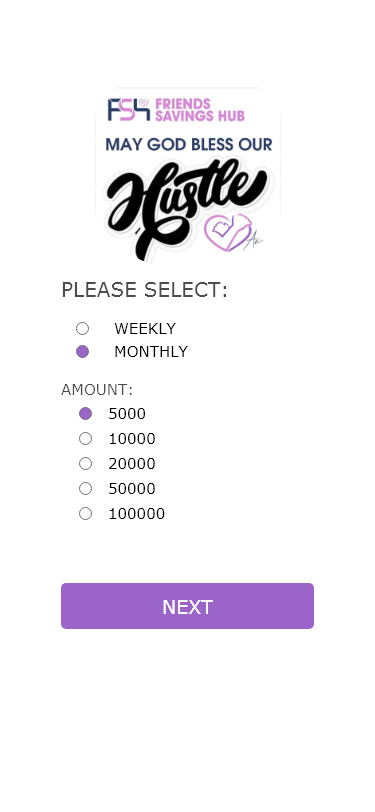 FSH FRIENDS
SAVINGS HUB
MAY GOD BLESS OUR
Hustle
PLEASE SELECT:
WEEKLY
MONTHLY
AMOUNT:
5000
10000
20000
50000
100000
NEXT